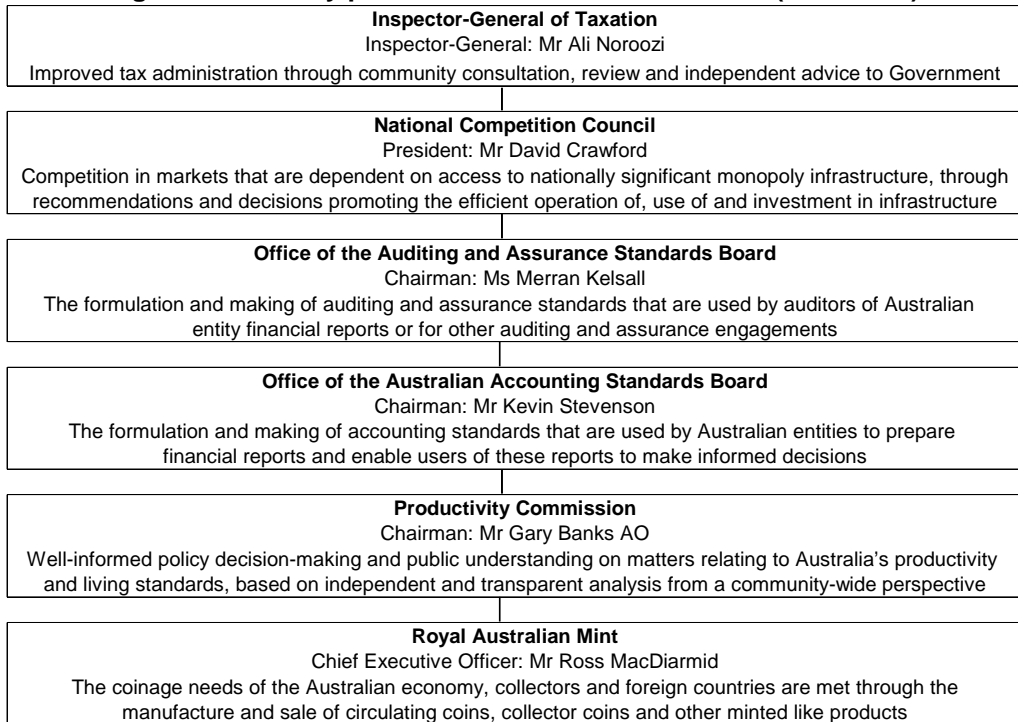 Inspector-General of Taxation
Inspector-General: Mr Ali Noroozi
Improved tax administration through community consultation, review and independent advice to Government
National Competition Council
President: Mr David Crawford
Competition in markets that are dependent on access to nationally significant monopoly infrastructure, through
recommendations and decisions promoting the efficient operation of, use of and investment in infrastructure
Office of the Auditing and Assurance Standards Board
Chairman: Ms Merran Kelsall
The formulation and making of auditing and assurance standards that are used by auditors of Australian
entity financial reports or for other auditing and assurance engagements
Office of the Australian Accounting Standards Board
Chairman: Mr Kevin Stevenson
The formulation and making of accounting standards that are used by Australian entities to prepare
financial reports and enable users of these reports to make informed decisions
Productivity Commission
Chairman: Mr Gary Banks AO
Well-informed policy decision-making and public understanding on matters relating to Australia's productivity
and living standards, based on independent and transparent analysis from a community-wide perspective
Royal Australian Mint
Chief Executive Officer: Mr Ross MacDiarmid
The coinage needs of the Australian economy, collectors and foreign countries are met through the
manufacture and sale of circulating coins, collector coins and other minted like products